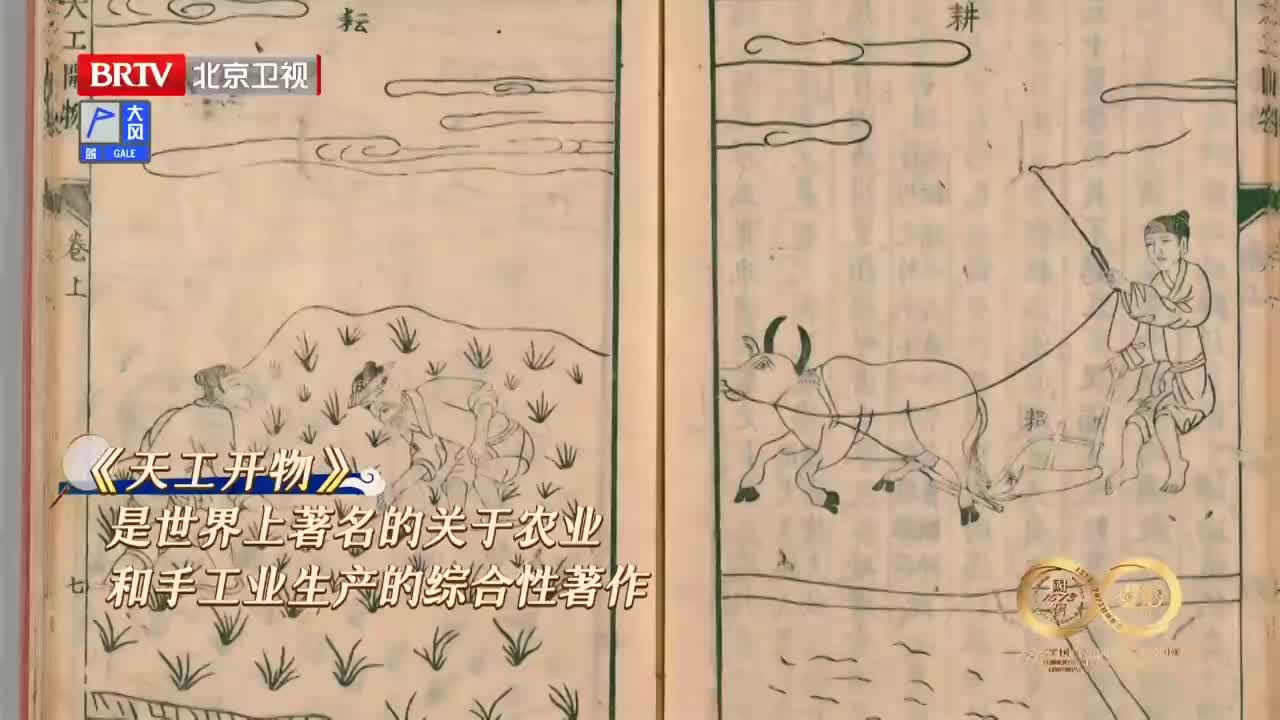 BRTV 北京卫视
大风
GALE
耘
耕
天工開物
卷上
七
耜
《天工开物》
是世界上著名的关于农业
和手工业生产的综合性著作
1573